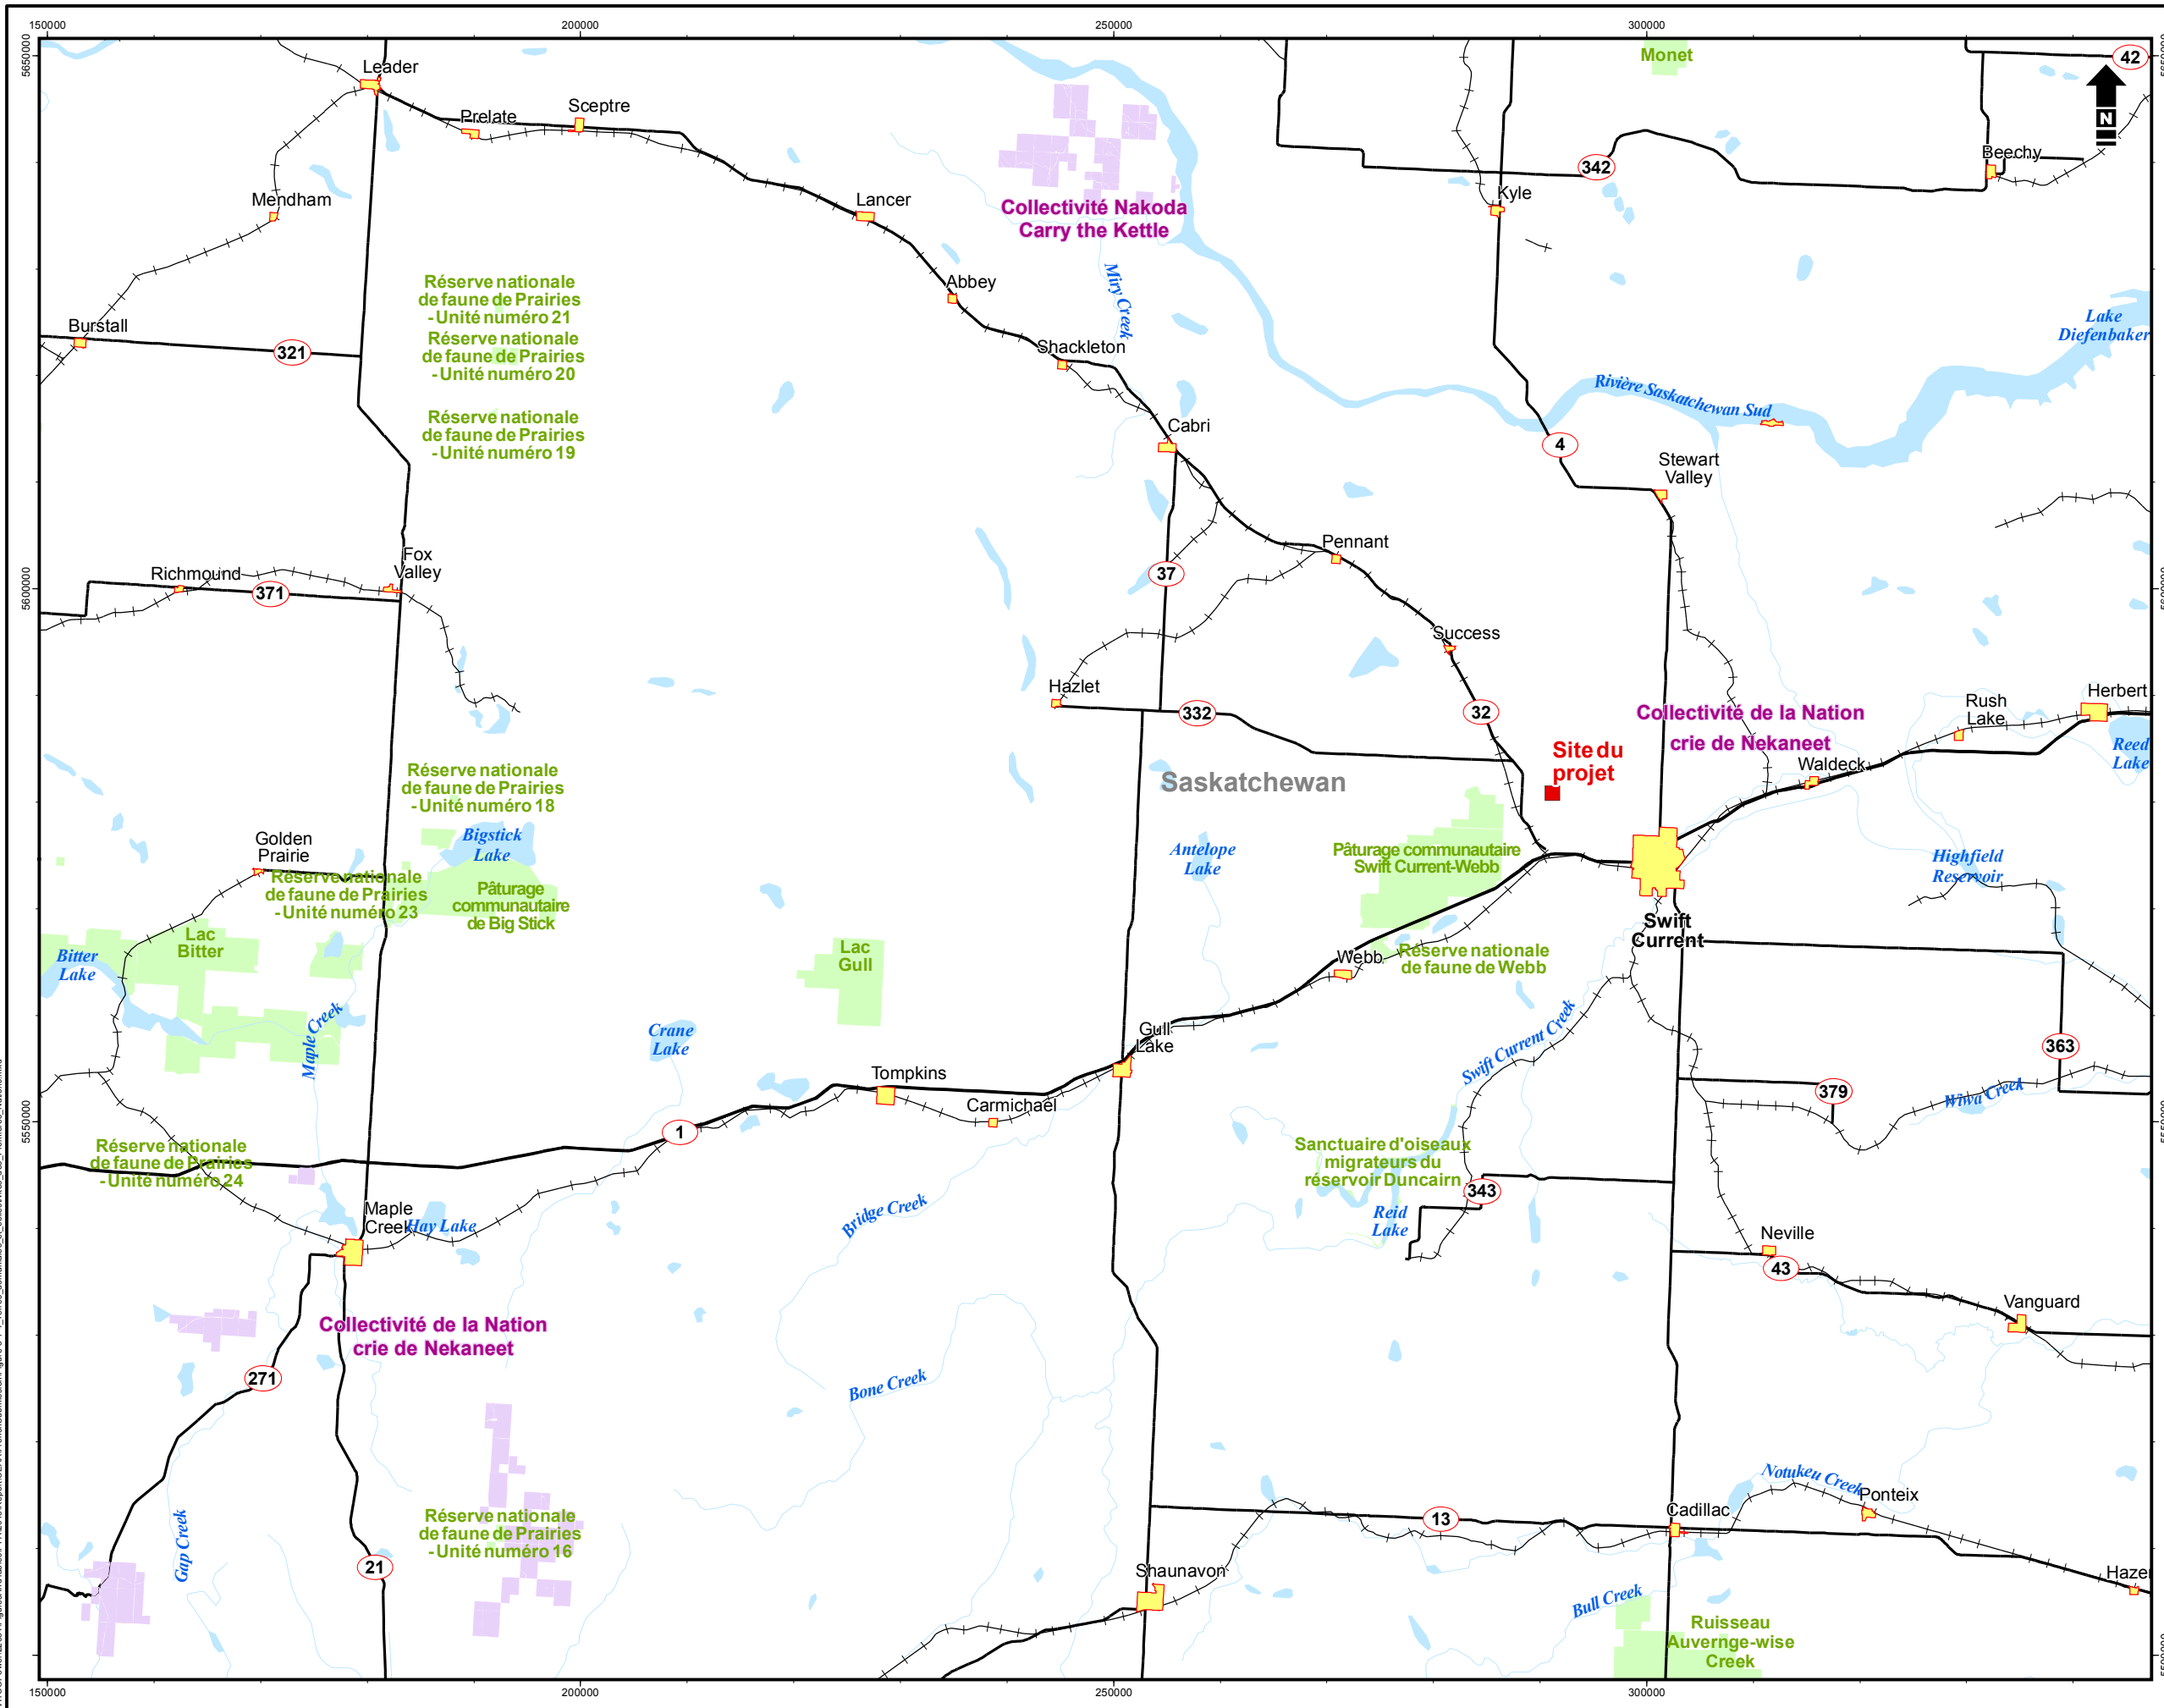 150000
200000
250000
300000
5650000
5600000
5550000
Monet
42
N
Leader
Prelate
Sceptre
Mendham
Lancer
Collectivité Nakoda
Carry the Kettle
342
Kyle
Beechy
Réserve nationale
de faune de Prairies
- Unité numéro 21
Réserve nationale
de faune de Prairies
- Unité numéro 20
Réserve nationale
de faune de Prairies
- Unité numéro 19
Abbey
Miry Creek
Burstall
321
Shackleton
Lake
Diefenbaker
Rivière Saskatchewan Sud
Cabri
4
Stewart
Valley
Pennant
37
Fox
Valley
Richmound
371
Success
Hazlet
332
32
Collectivité de la Nation
crie de Nekaneet
Rush
Lake
Herbert
Reed
Lake
Waldeck
Site du
projet
Saskatchewan
Réserve nationale
de faune de Prairies
- Unité numéro 18
Golden
Prairie
Bigstick
Lake
Réserve nationale
de faune de Prairies
- Unité numéro 23
Pâturage
communautaire
de Big Stick
Antelope
Lake
Pâturage communautaire
Swift Current-Webb
Highfield
Reservoir
Swift
Current
Lac
Bitter
Bitter
Lake
Lac
Gull
Webb
Réserve nationale
de faune de Webb
Maple Creek
Crane
Lake
Gull
Lake
Swift Current Creek
363
379
Wiwa Creek
Tompkins
Carmichael
1
Réserve nationale
de faune de Prairies
- Unité numéro 24
Sanctuaire d'oiseaux
migrateurs du
réservoir Duncairn
343
Reid
Lake
Maple
Creek
Hay Lake
Bridge Creek
Neville
43
Vanguard
Collectivité de la Nation
crie de Nekaneet
271
Bone Creek
Gap Creek
21
Réserve nationale
de faune de Prairies
- Unité numéro 16
13
Notukeu Creek
Ponteix
Cadillac
Shaunavon
Bull Creek
Hazen
Ruisseau
Auvernge-wise
Creek
150000
200000
250000
300000